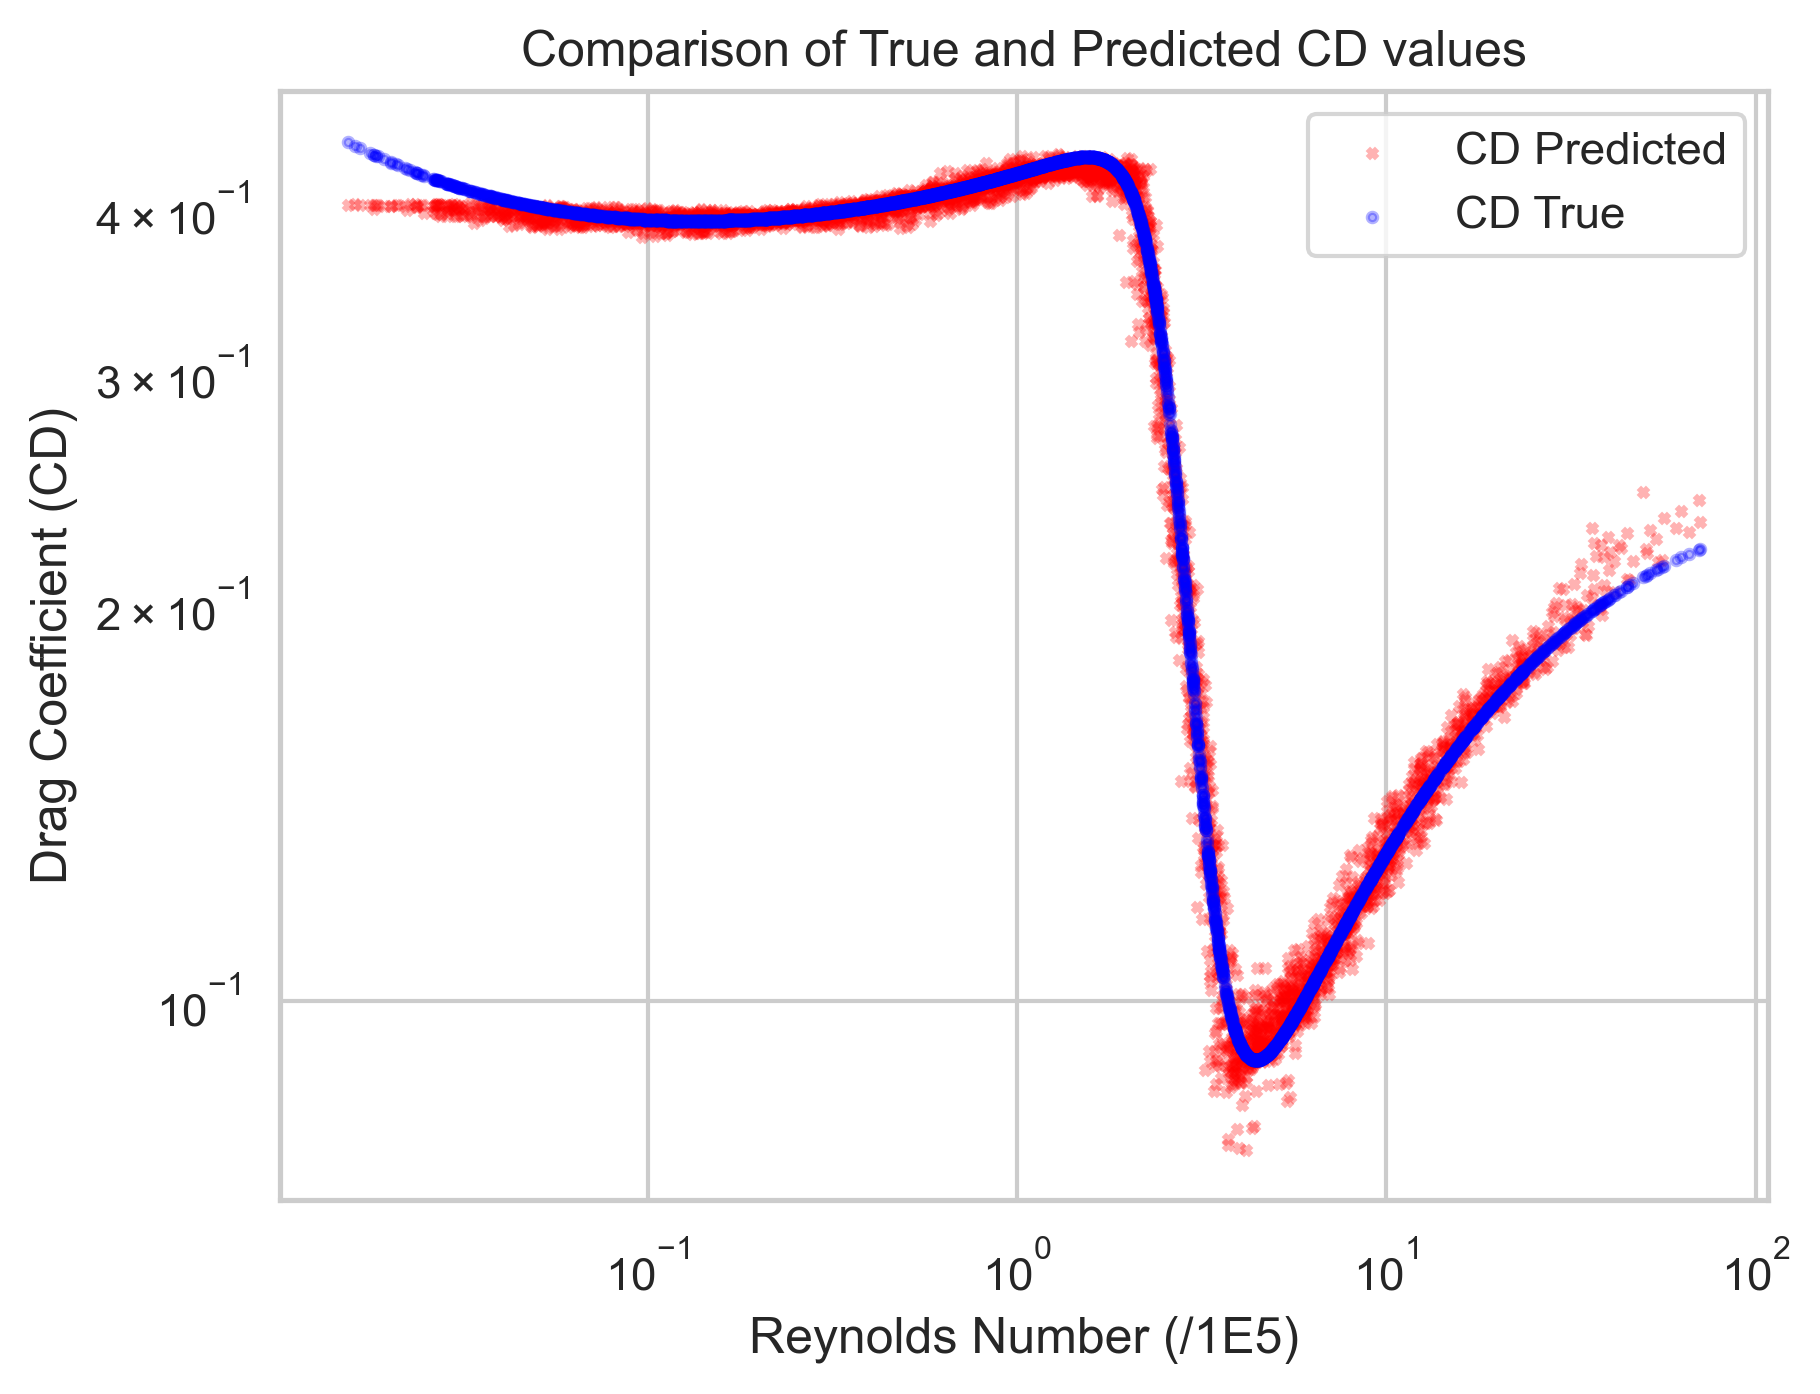 Comparison of True and Predicted CD values
CD Predicted
CD True
Drag Coefficient (CD)
4 × 10⁻¹
3 × 10⁻¹
2 × 10⁻¹
10⁻¹
10⁻¹ 10⁰ 10¹ 10²
Reynolds Number (/1E5)